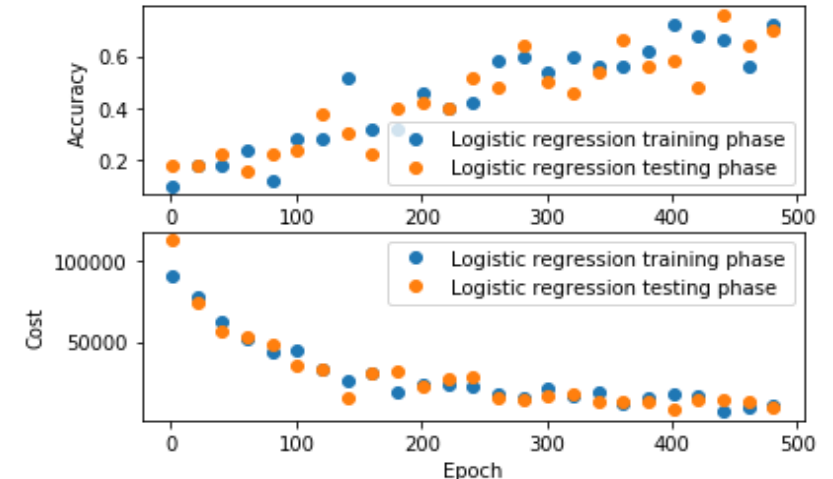 0.6
0.4
0.2
Accuracy
Logistic regression training phase
Logistic regression testing phase
0 100 200 300 400 500
100000
50000
Cost
Logistic regression training phase
Logistic regression testing phase
0 100 200 300 400 500
Epoch